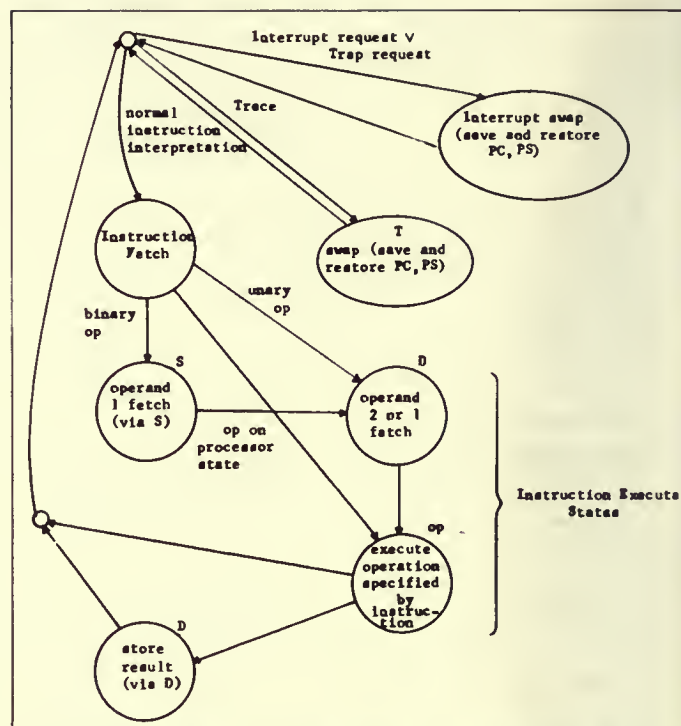 Interrupt request V
Trap request
Trace
normal
instruction
interpretation
Interrupt swap
(save and restore
PC, PS)
T
swap (save and
restore PC, PS)
Instruction
Fetch
unary
op
binary
op
S
operand
1 fetch
(via S)
D
operand
2 or 1
fetch
op on
processor
state
Instruction Execute
States
op
execute
operation
specified
by
instruc-
tion
D
store
result
(via D)